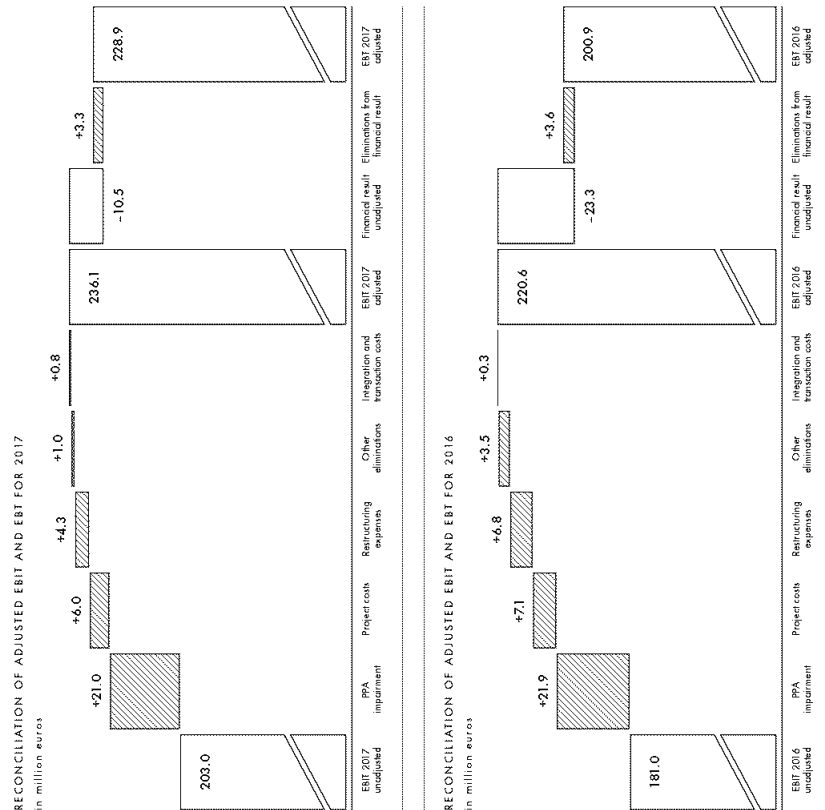 RECONCILIATION OF ADJUSTED EBIT AND EBT FOR 2017
in million euros
203.0
+21.0
+6.0
+4.3
+1.0
+0.8
236.1
–10.5
+3.3
228.9
EBIT 2017
unadjusted
PPA
impairment
Project costs
Restructuring
expenses
Other
eliminations
Integration and
transaction costs
EBIT 2017
adjusted
Financial result
unadjusted
Eliminations from
financial result
EBT 2017
adjusted
RECONCILIATION OF ADJUSTED EBIT AND EBT FOR 2016
in million euros
181.0
+21.9
+7.1
+6.8
+3.5
+0.3
220.6
–23.3
+3.6
200.9
EBIT 2016
unadjusted
PPA
impairment
Project costs
Restructuring
expenses
Other
eliminations
Integration and
transaction costs
EBIT 2016
adjusted
Financial result
unadjusted
Eliminations from
financial result
EBT 2016
adjusted